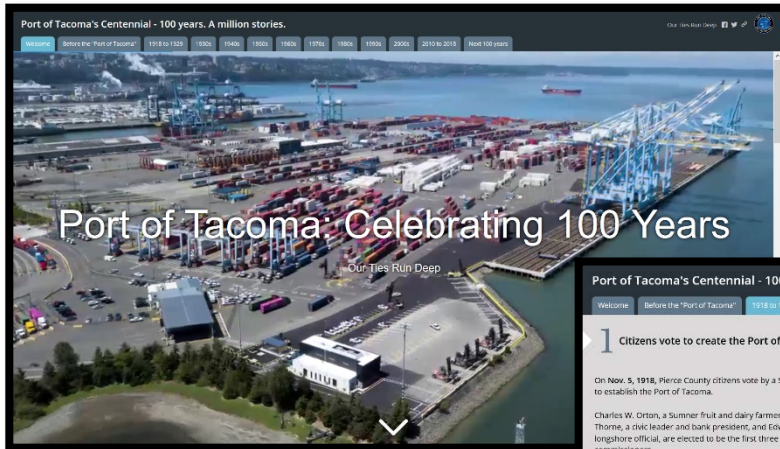 Port of Tacoma's Centennial - 100 years. A million stories.
Our Ties Run Deep
Welcome
Before the "Port of Tacoma"
1918 to 1929
1930s
1940s
1950s
1960s
1970s
1980s
1990s
2000s
2010 to 2018
Next 100 years
Port of Tacoma: Celebrating 100 Years
Our Ties Run Deep
Port of Tacoma's Centennial - 100
Welcome
Before the "Port of Tacoma"
1918 to
1 Citizens vote to create the Port of
On Nov. 5, 1918, Pierce County citizens vote by a
to establish the Port of Tacoma.
Charles W. Orton, a Sumner fruit and dairy farmer
Thorne, a civic leader and bank president, and
longshore official, are elected to be the first three